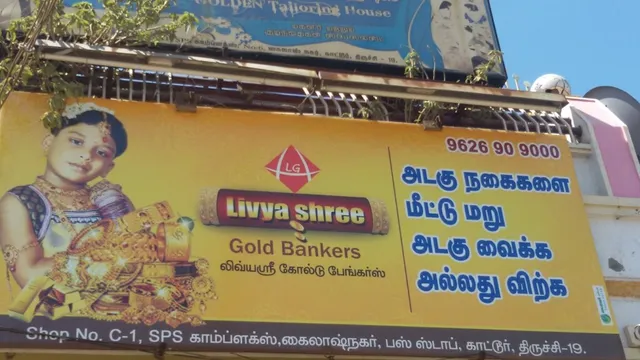 GOLDEN Tailoring House
9626 90 9000
LG
Livya shree
Gold Bankers
லிவ்யஸ்ரீ கோல்டு பேங்கர்ஸ்
அடகு நகைகளை
மீட்டு மறு
அடகு வைக்க
அல்லது விற்க
Shop No. C-1, SPS காம்ப்ளக்ஸ்,கைலாஷ்நகர், பஸ் ஸ்டாப், காட்டூர், திருச்சி-19.